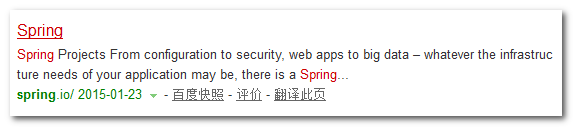 Spring
Spring Projects From configuration to security, web apps to big data – whatever the infrastruc
ture needs of your application may be, there is a Spring...
spring.io/ 2015-01-23 - 百度快照 - 评价 - 翻译此页